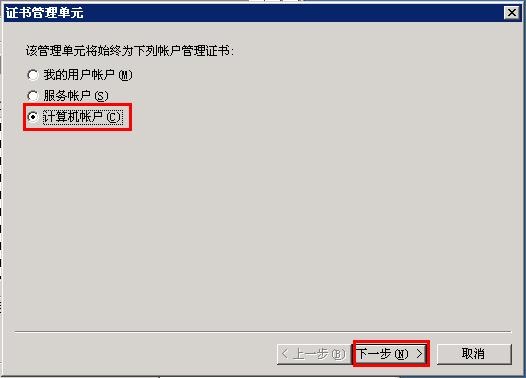 证书管理单元
该管理单元将始终为下列帐户管理证书:
我的用户帐户(M)
服务帐户(S)
计算机帐户(C)
< 上一步(B) 下一步(N) > 取消